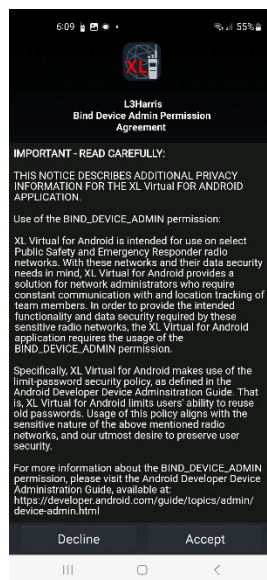 6:09
55%
XL
L3Harris
Bind Device Admin Permission
Agreement
IMPORTANT - READ CAREFULLY:
THIS NOTICE DESCRIBES ADDITIONAL PRIVACY
INFORMATION FOR THE XL Virtual FOR ANDROID
APPLICATION.
Use of the BIND_DEVICE_ADMIN permission:
XL Virtual for Android is intended for use on select
Public Safety and Emergency Responder radio
networks. With these networks and their data security
needs in mind, XL Virtual for Android provides a
solution for network administrators who require
constant communication with and location tracking of
team members. In order to provide the intended
functionality and data security required by these
sensitive radio networks, the XL Virtual for Android
application requires the usage of the
BIND_DEVICE_ADMIN permission.
Specifically, XL Virtual for Android makes use of the
limit-password security policy, as defined in the
Android Developer Device Adminsitration Guide. That
is, XL Virtual for Android limits users' ability to reuse
old passwords. Usage of this policy aligns with the
sensitive nature of the above mentioned radio
networks, and our utmost desire to preserve user
security.
For more information about the BIND_DEVICE_ADMIN
permission, please visit the Android Developer Device
Administration Guide, available at:
https://developer.android.com/guide/topics/admin/
device-admin.html
Decline
Accept